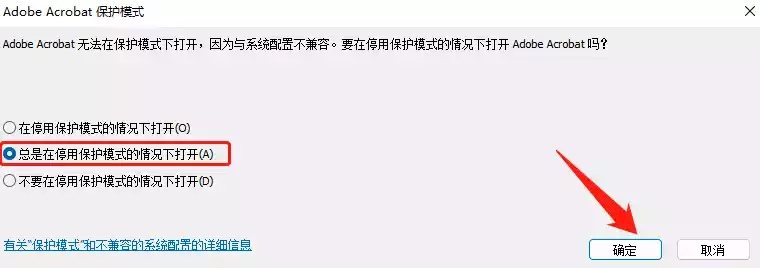 Adobe Acrobat 保护模式
Adobe Acrobat 无法在保护模式下打开，因为与系统配置不兼容。要在停用保护模式的情况下打开 Adobe Acrobat 吗?
在停用保护模式的情况下打开(O)
总是在停用保护模式的情况下打开(A)
不要在停用保护模式的情况下打开(D)
有关“保护模式”和不兼容的系统配置的详细信息
确定
取消